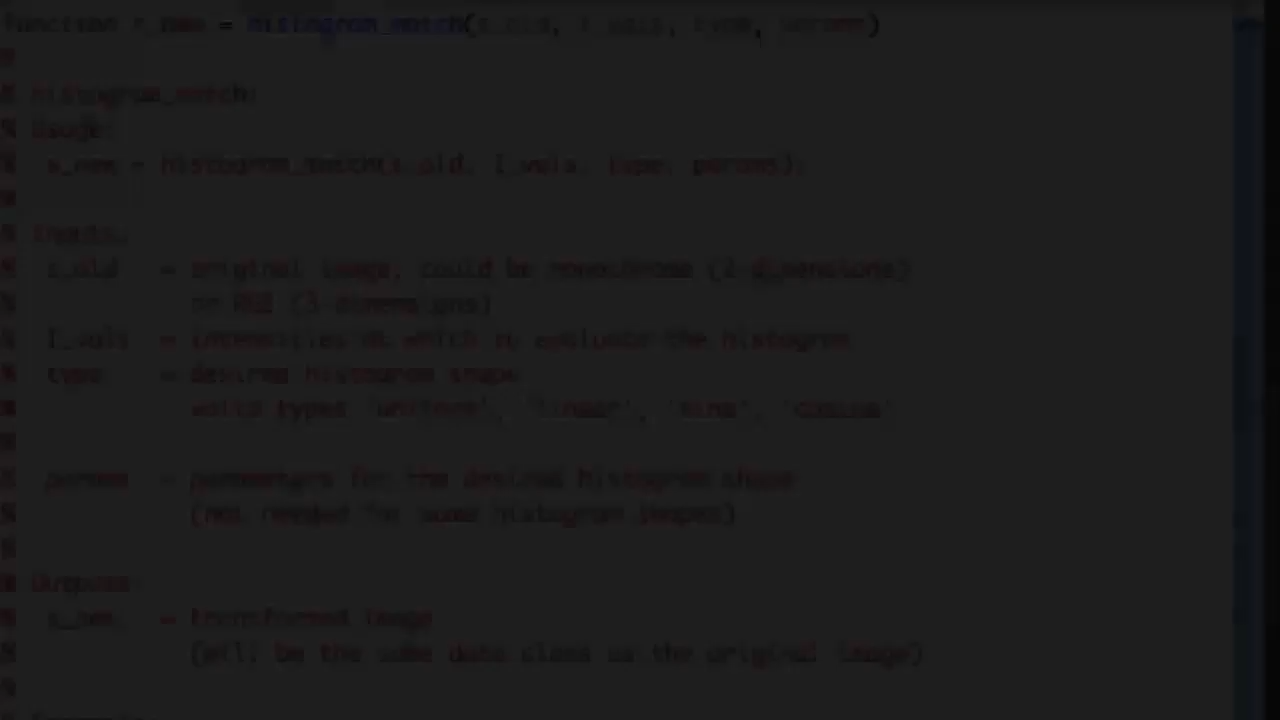 function s_new = histogram_match(s_old, I_vals, type, params)
%
% histogram_match:
% Usage:
% s_new = histogram_match(s_old, I_vals, type, params);
%
% Inputs:
% s_old = original image, could be monochrome (2-dimensions)
% or RGB (3-dimensions)
% I_vals = intensities at which to evaluate the histogram
% type = desired histogram shape
% valid types 'uniform', 'linear', 'sine', 'cosine'
%
% params = parameters for the desired histogram shape
% (not needed for some histogram shapes)
%
% Outputs:
% s_new = transformed image
% (will be the same data class as the original image)
%